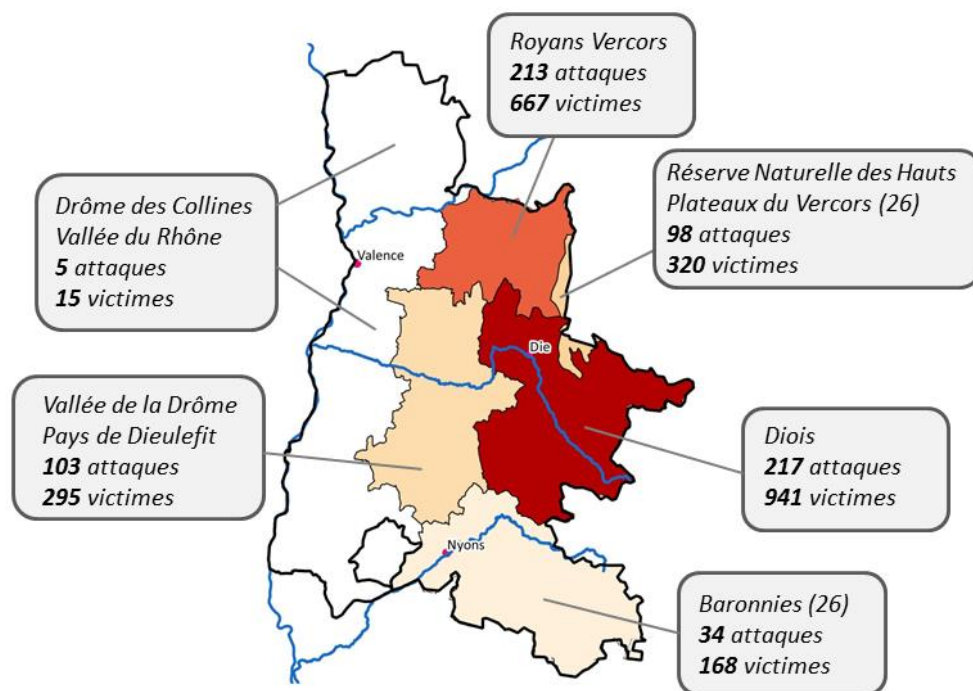 Royans Vercors
213 attaques
667 victimes
Réserve Naturelle des Hauts
Plateaux du Vercors (26)
98 attaques
320 victimes
Drôme des Collines
Vallée du Rhône
5 attaques
15 victimes
Valence
Die
Vallée de la Drôme
Pays de Dieulefit
103 attaques
295 victimes
Diois
217 attaques
941 victimes
Nyons
Baronnies (26)
34 attaques
168 victimes